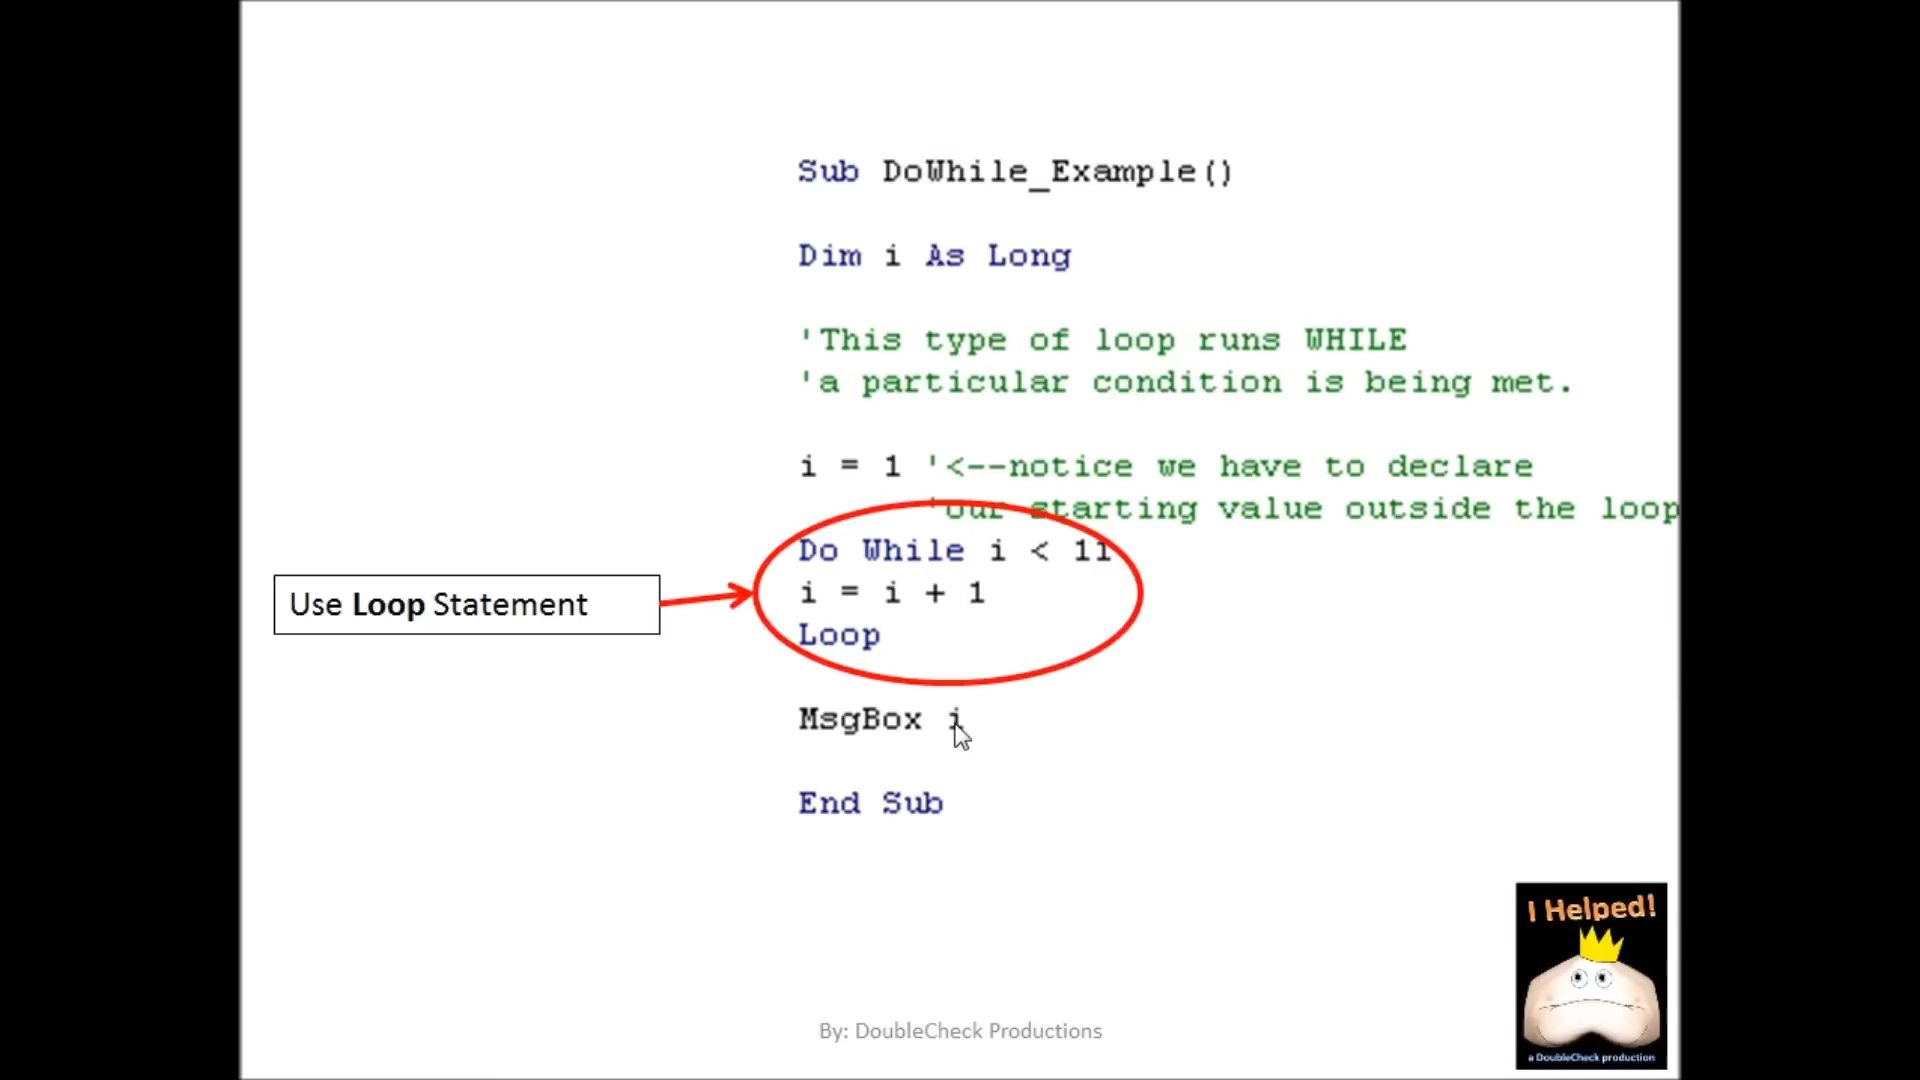 Sub DoWhile_Example()
Dim i As Long
'This type of loop runs WHILE
'a particular condition is being met.
i = 1 '<--notice we have to declare
'our starting value outside the loop
Do While i < 11
i = i + 1
Loop
Use Loop Statement
MsgBox i
End Sub
I Helped!
a DoubleCheck production
By: DoubleCheck Productions